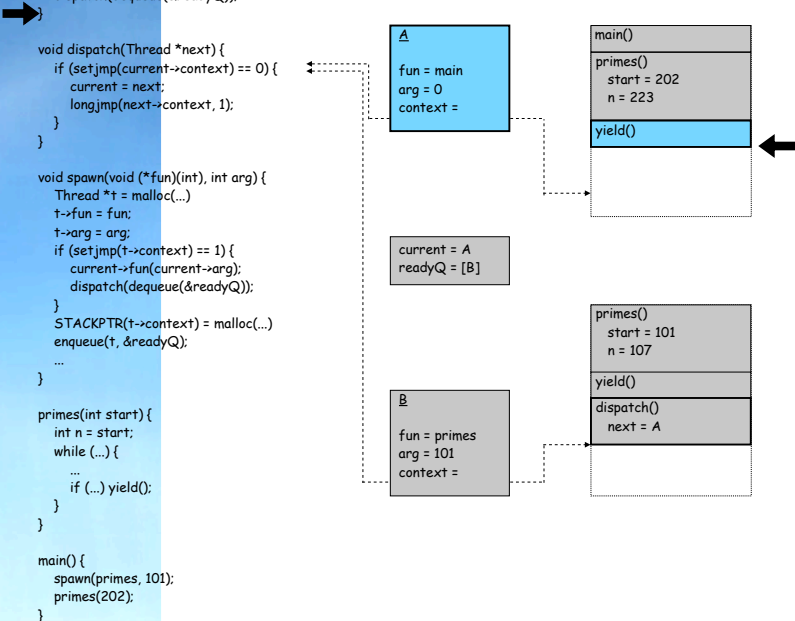 }
void dispatch(Thread *next) {
if (setjmp(current->context) == 0) {
current = next;
longjmp(next->context, 1);
}
}
void spawn(void (*fun)(int), int arg) {
Thread *t = malloc(...)
t->fun = fun;
t->arg = arg;
if (setjmp(t->context) == 1) {
current->fun(current->arg);
dispatch(dequeue(&readyQ));
}
STACKPTR(t->context) = malloc(...)
enqueue(t, &readyQ);
...
}
primes(int start) {
int n = start;
while (...) {
...
if (...) yield();
}
}
main() {
spawn(primes, 101);
primes(202);
}
A
fun = main
arg = 0
context =
current = A
readyQ = [B]
B
fun = primes
arg = 101
context =
main()
primes()
start = 202
n = 223
yield()
primes()
start = 101
n = 107
yield()
dispatch()
next = A